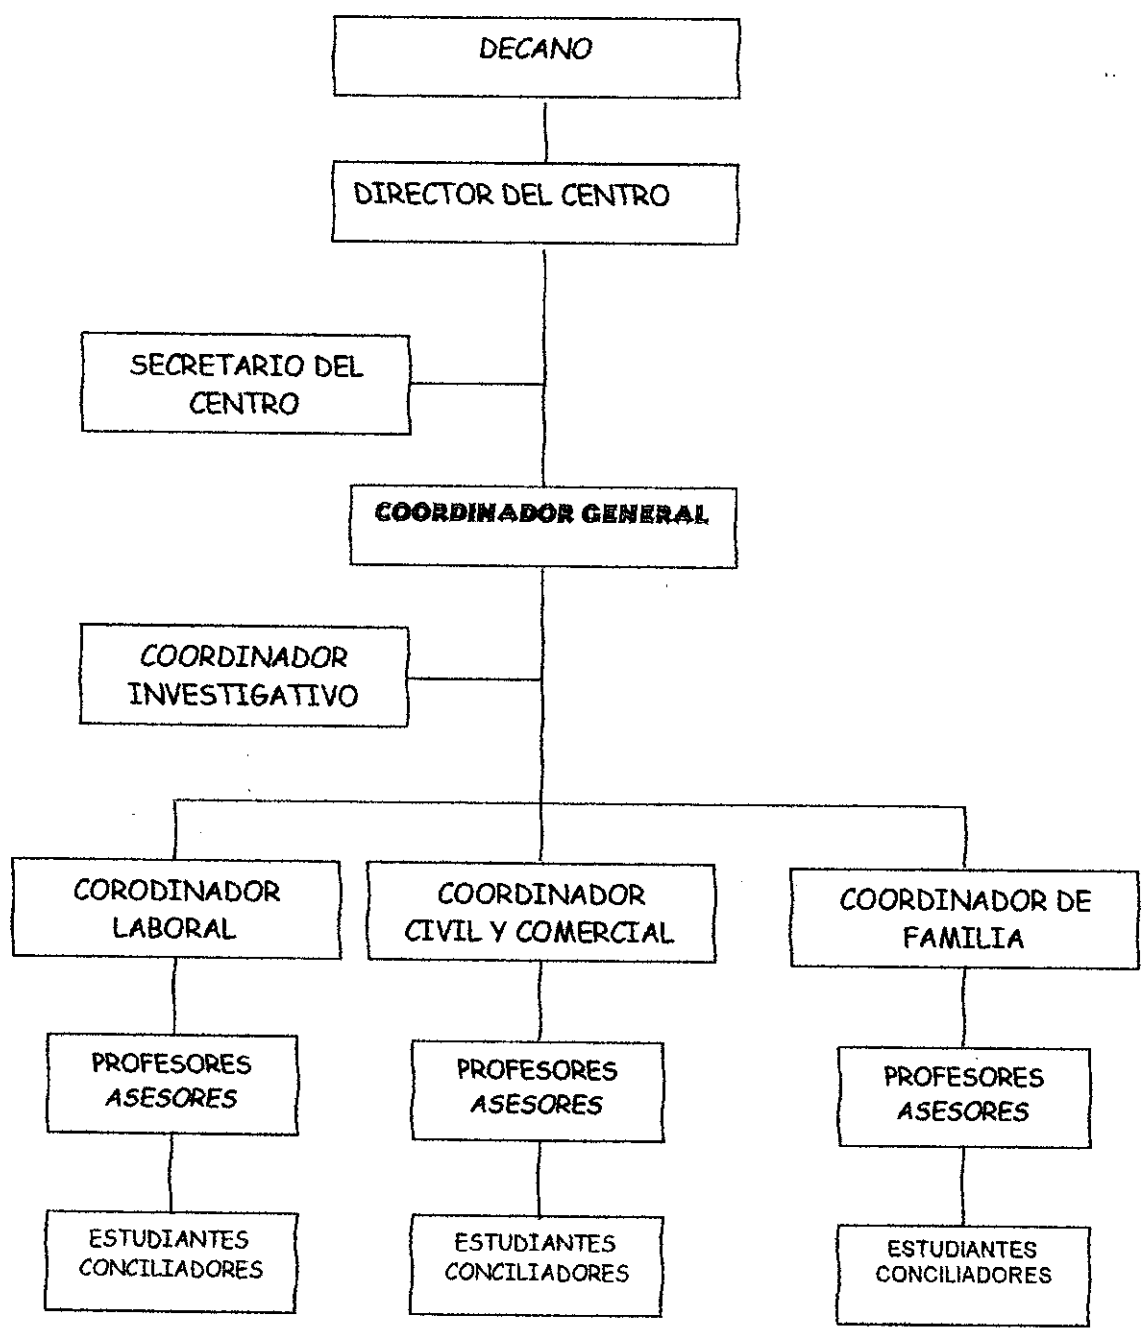 DECANO
DIRECTOR DEL CENTRO
SECRETARIO DEL
CENTRO
COORDINADOR GENERAL
COORDINADOR
INVESTIGATIVO
CORODINADOR
LABORAL
COORDINADOR
CIVIL Y COMERCIAL
COORDINADOR DE
FAMILIA
PROFESORES
ASESORES
PROFESORES
ASESORES
PROFESORES
ASESORES
ESTUDIANTES
CONCILIADORES
ESTUDIANTES
CONCILIADORES
ESTUDIANTES
CONCILIADORES